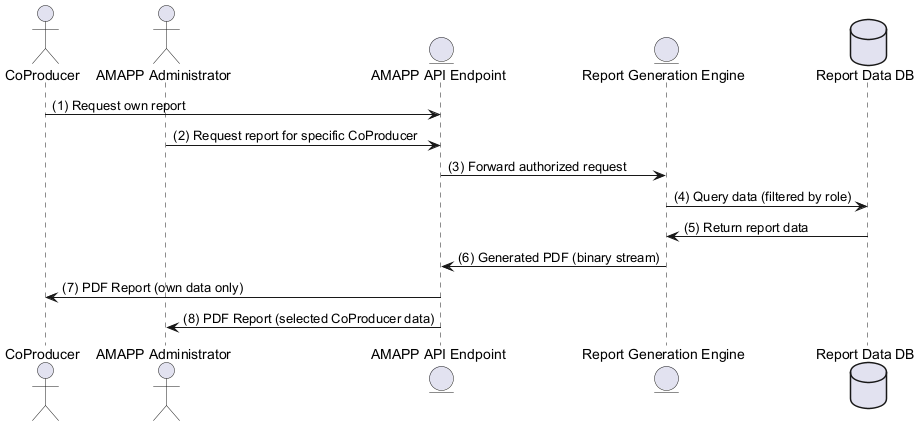 CoProducer
AMAPP Administrator
AMAPP API Endpoint
Report Generation Engine
Report Data DB
(1) Request own report
(2) Request report for specific CoProducer
(3) Forward authorized request
(4) Query data (filtered by role)
(5) Return report data
(6) Generated PDF (binary stream)
(7) PDF Report (own data only)
(8) PDF Report (selected CoProducer data)
CoProducer
AMAPP Administrator
AMAPP API Endpoint
Report Generation Engine
Report Data DB